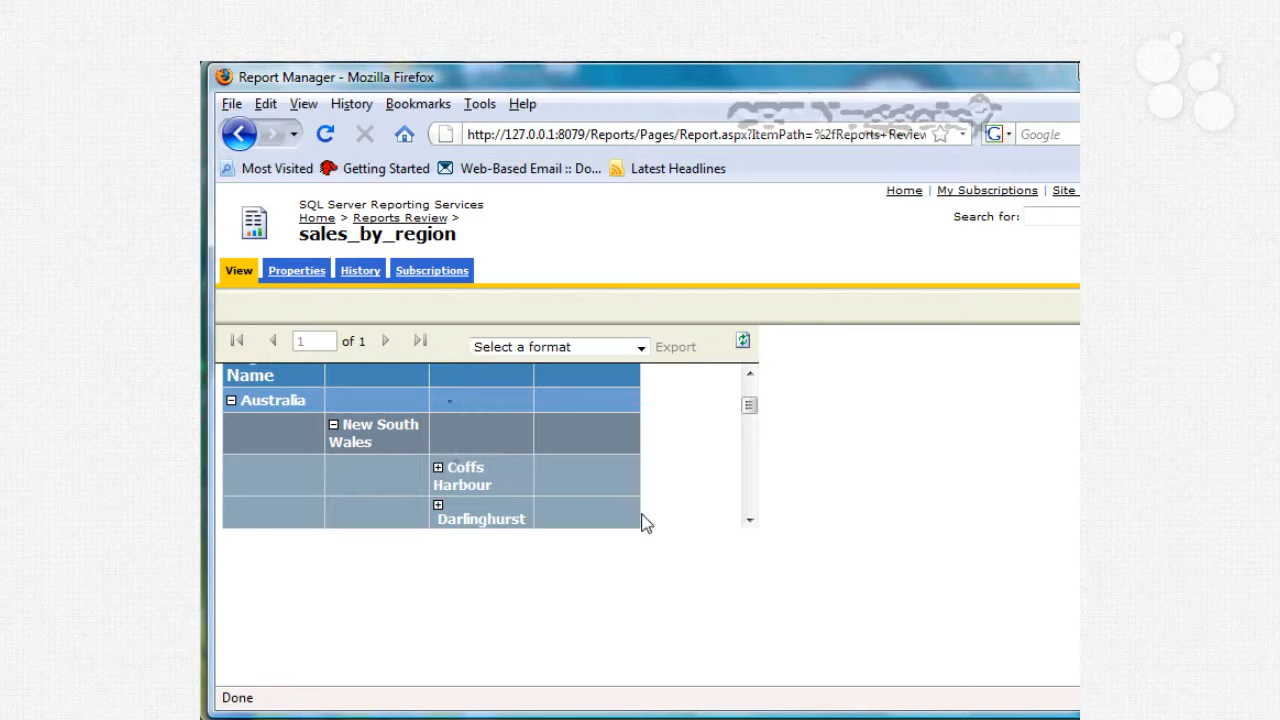 Report Manager - Mozilla Firefox
File Edit View History Bookmarks Tools Help
http://127.0.0.1:8079/Reports/Pages/Report.aspx?ItemPath=%2fReports+Review
G Google
Most Visited Getting Started Web-Based Email :: Do... Latest Headlines
Home | My Subscriptions | Site
SQL Server Reporting Services
Home > Reports Review >
Search for:
sales_by_region
View Properties History Subscriptions
1 of 1 Select a format Export
Name
Australia
New South
Wales
Coffs
Harbour
Darlinghurst
Done